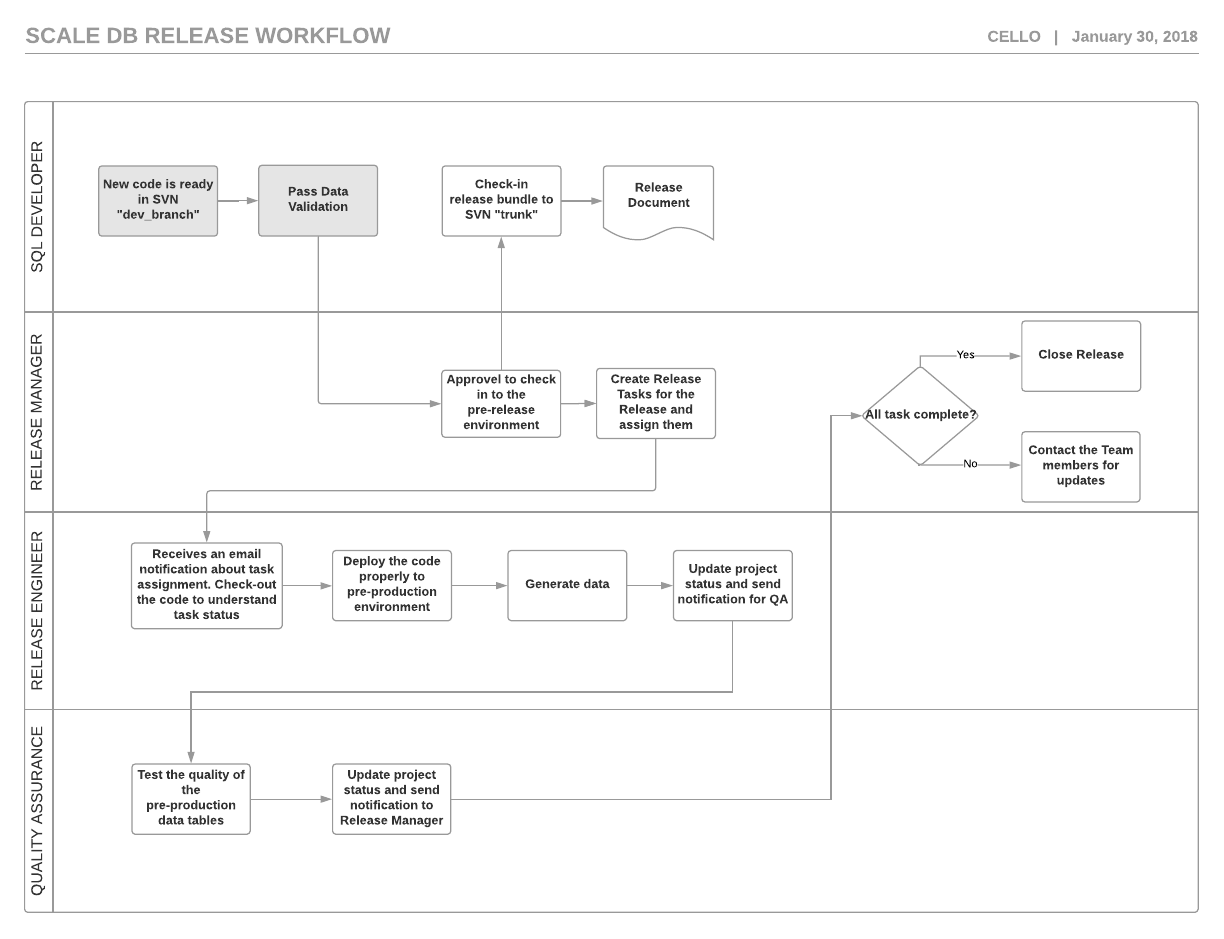 SCALE DB RELEASE WORKFLOW
CELLO | January 30, 2018
SQL DEVELOPER
New code is ready
in SVN
"dev_branch"
Pass Data
Validation
Check-in
release bundle to
SVN "trunk"
Release
Document
RELEASE MANAGER
Approvel to check
in to the
pre-release
environment
Create Release
Tasks for the
Release and
assign them
All task complete?
Yes
Close Release
No
Contact the Team
members for
updates
RELEASE ENGINEER
Receives an email
notification about task
assignment. Check-out
the code to understand
task status
Deploy the code
properly to
pre-production
environment
Generate data
Update project
status and send
notification for QA
QUALITY ASSURANCE
Test the quality of
the
pre-production
data tables
Update project
status and send
notification to
Release Manager